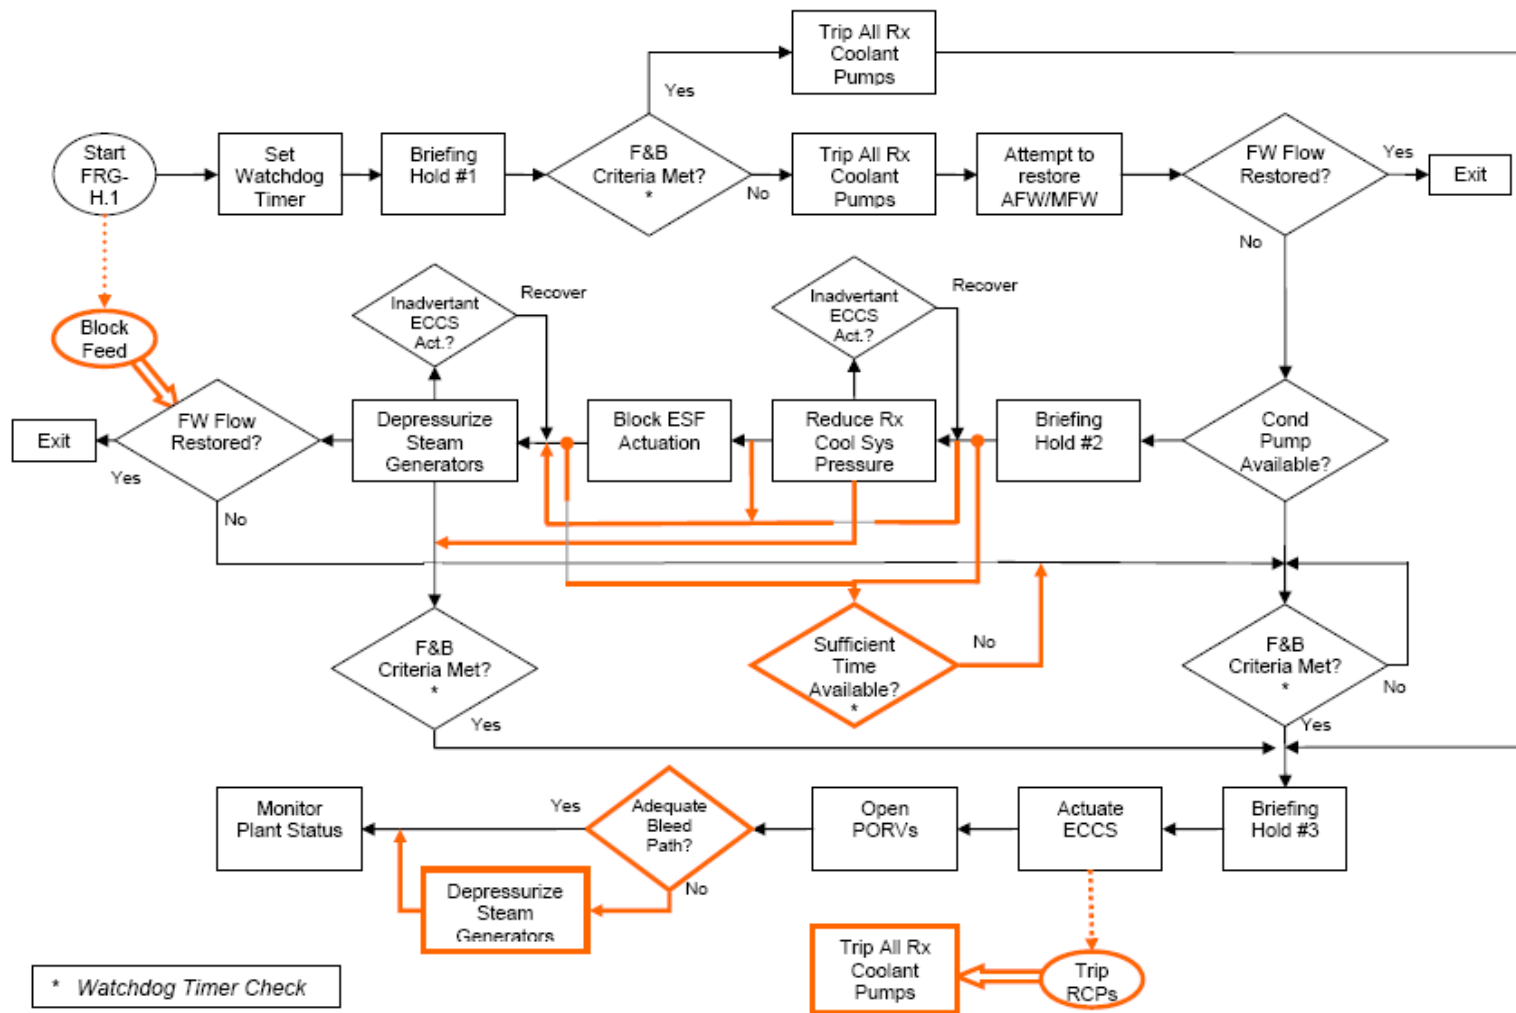 Trip All Rx
Coolant
Pumps
Yes
Start
FRG-
H.1
Set
Watchdog
Timer
Briefing
Hold #1
F&B
Criteria Met?
*
No
Trip All Rx
Coolant
Pumps
Attempt to
restore
AFW/MFW
FW Flow
Restored?
Yes
Exit
No
Inadvertant
ECCS
Act.?
Recover
Inadvertant
ECCS
Act.?
Recover
Block
Feed
Exit
FW Flow
Restored?
Yes
No
Depressurize
Steam
Generators
Block ESF
Actuation
Reduce Rx
Cool Sys
Pressure
Briefing
Hold #2
Cond
Pump
Available?
F&B
Criteria Met?
*
Yes
Sufficient
Time
Available?
*
No
F&B
Criteria Met?
*
No
Yes
Monitor
Plant Status
Yes
Adequate
Bleed
Path?
No
Open
PORVs
Actuate
ECCS
Briefing
Hold #3
Depressurize
Steam
Generators
Trip All Rx
Coolant
Pumps
Trip
RCPs
* Watchdog Timer Check